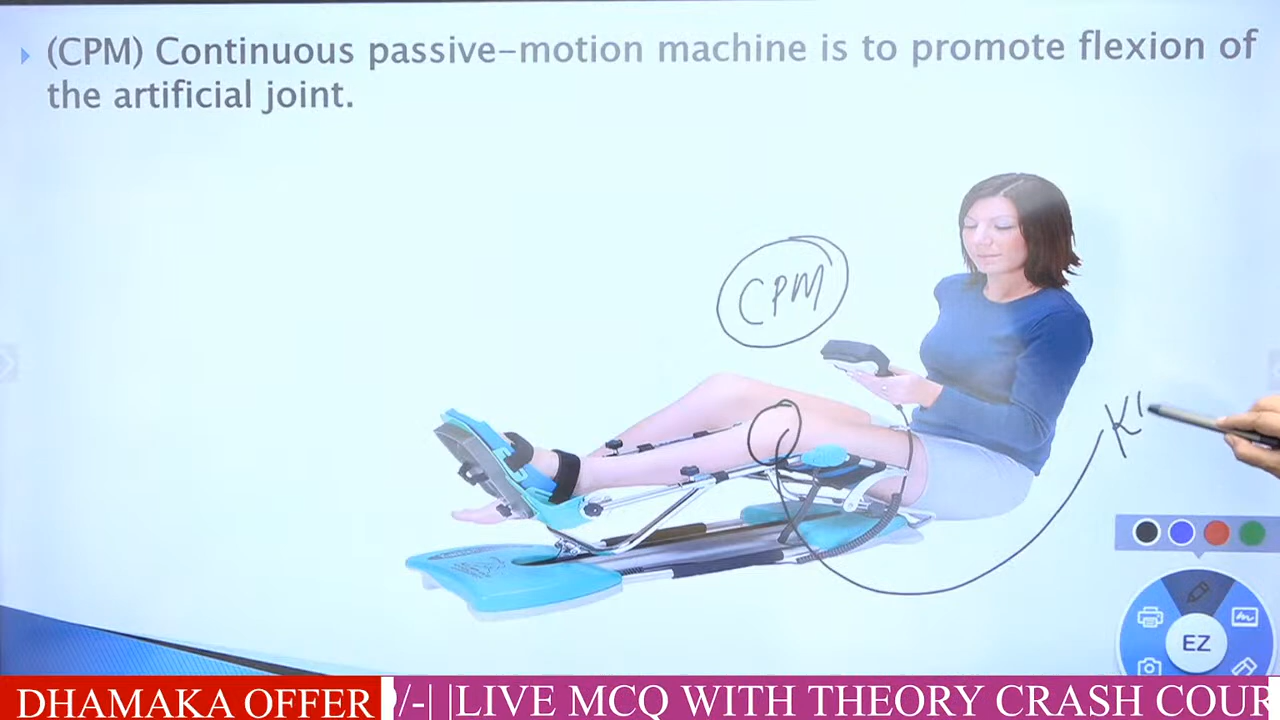 (CPM) Continuous passive-motion machine is to promote flexion of
the artificial joint.
CPM
EZ
DHAMAKA OFFER
/-| ||LIVE MCQ WITH THEORY CRASH COUR